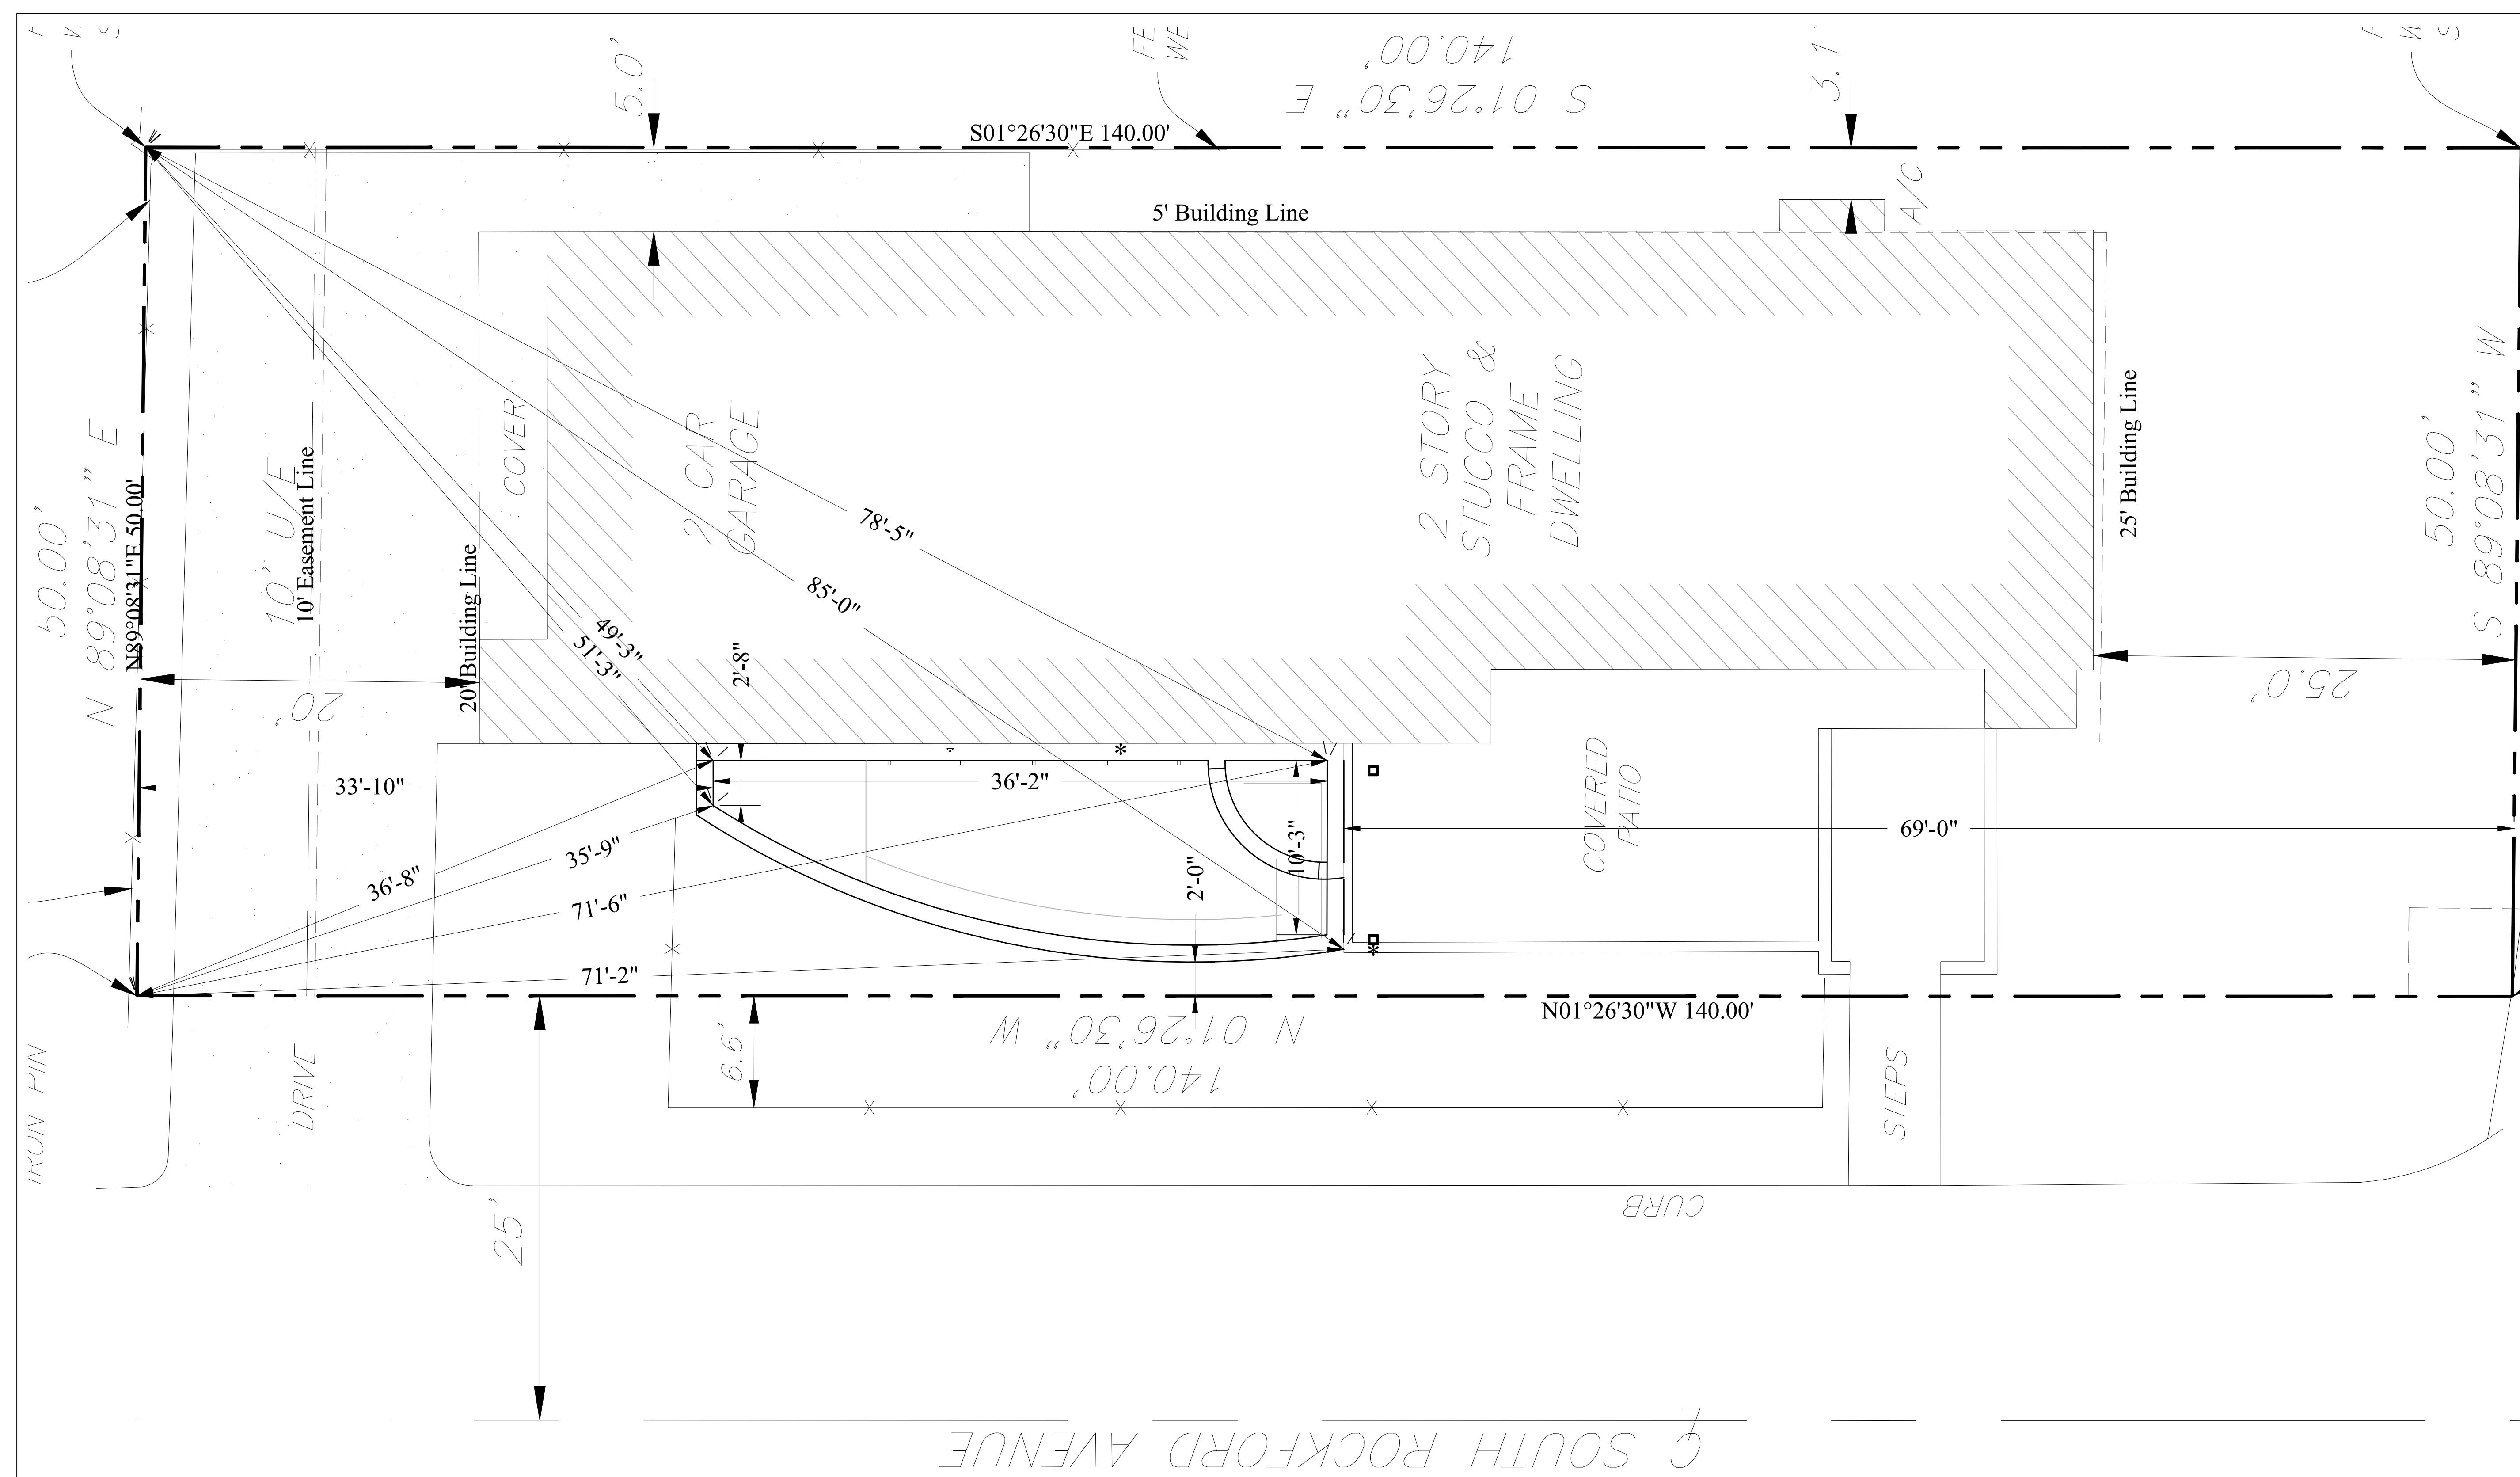 5.0'
140.00'
S 01°26'30" E
S01°26'30"E 140.00'
FE
WE
3.1
A/C
5' Building Line
50.00'
N 89°08'31" E
N89°08'31"E 50.00'
10' U/E
10' Easement Line
20' Building Line
COVER
2 CAR
GARAGE
2 STORY
STUCCO &
FRAME
DWELLING
25' Building Line
50.00'
S 89°08'31" W
78'-5"
85'-0"
49'-3"
51'-3"
2'-8"
20'
25.0'
33'-10"
36'-2"
36'-8"
35'-9"
71'-6"
71'-2"
10'-3"
2'-0"
COVERED
PATIO
69'-0"
N01°26'30"W 140.00'
N 01°26'30" W
140.00'
6.6'
IRON PIN
DRIVE
STEPS
CURB
25'
℄ SOUTH ROCKFORD AVENUE